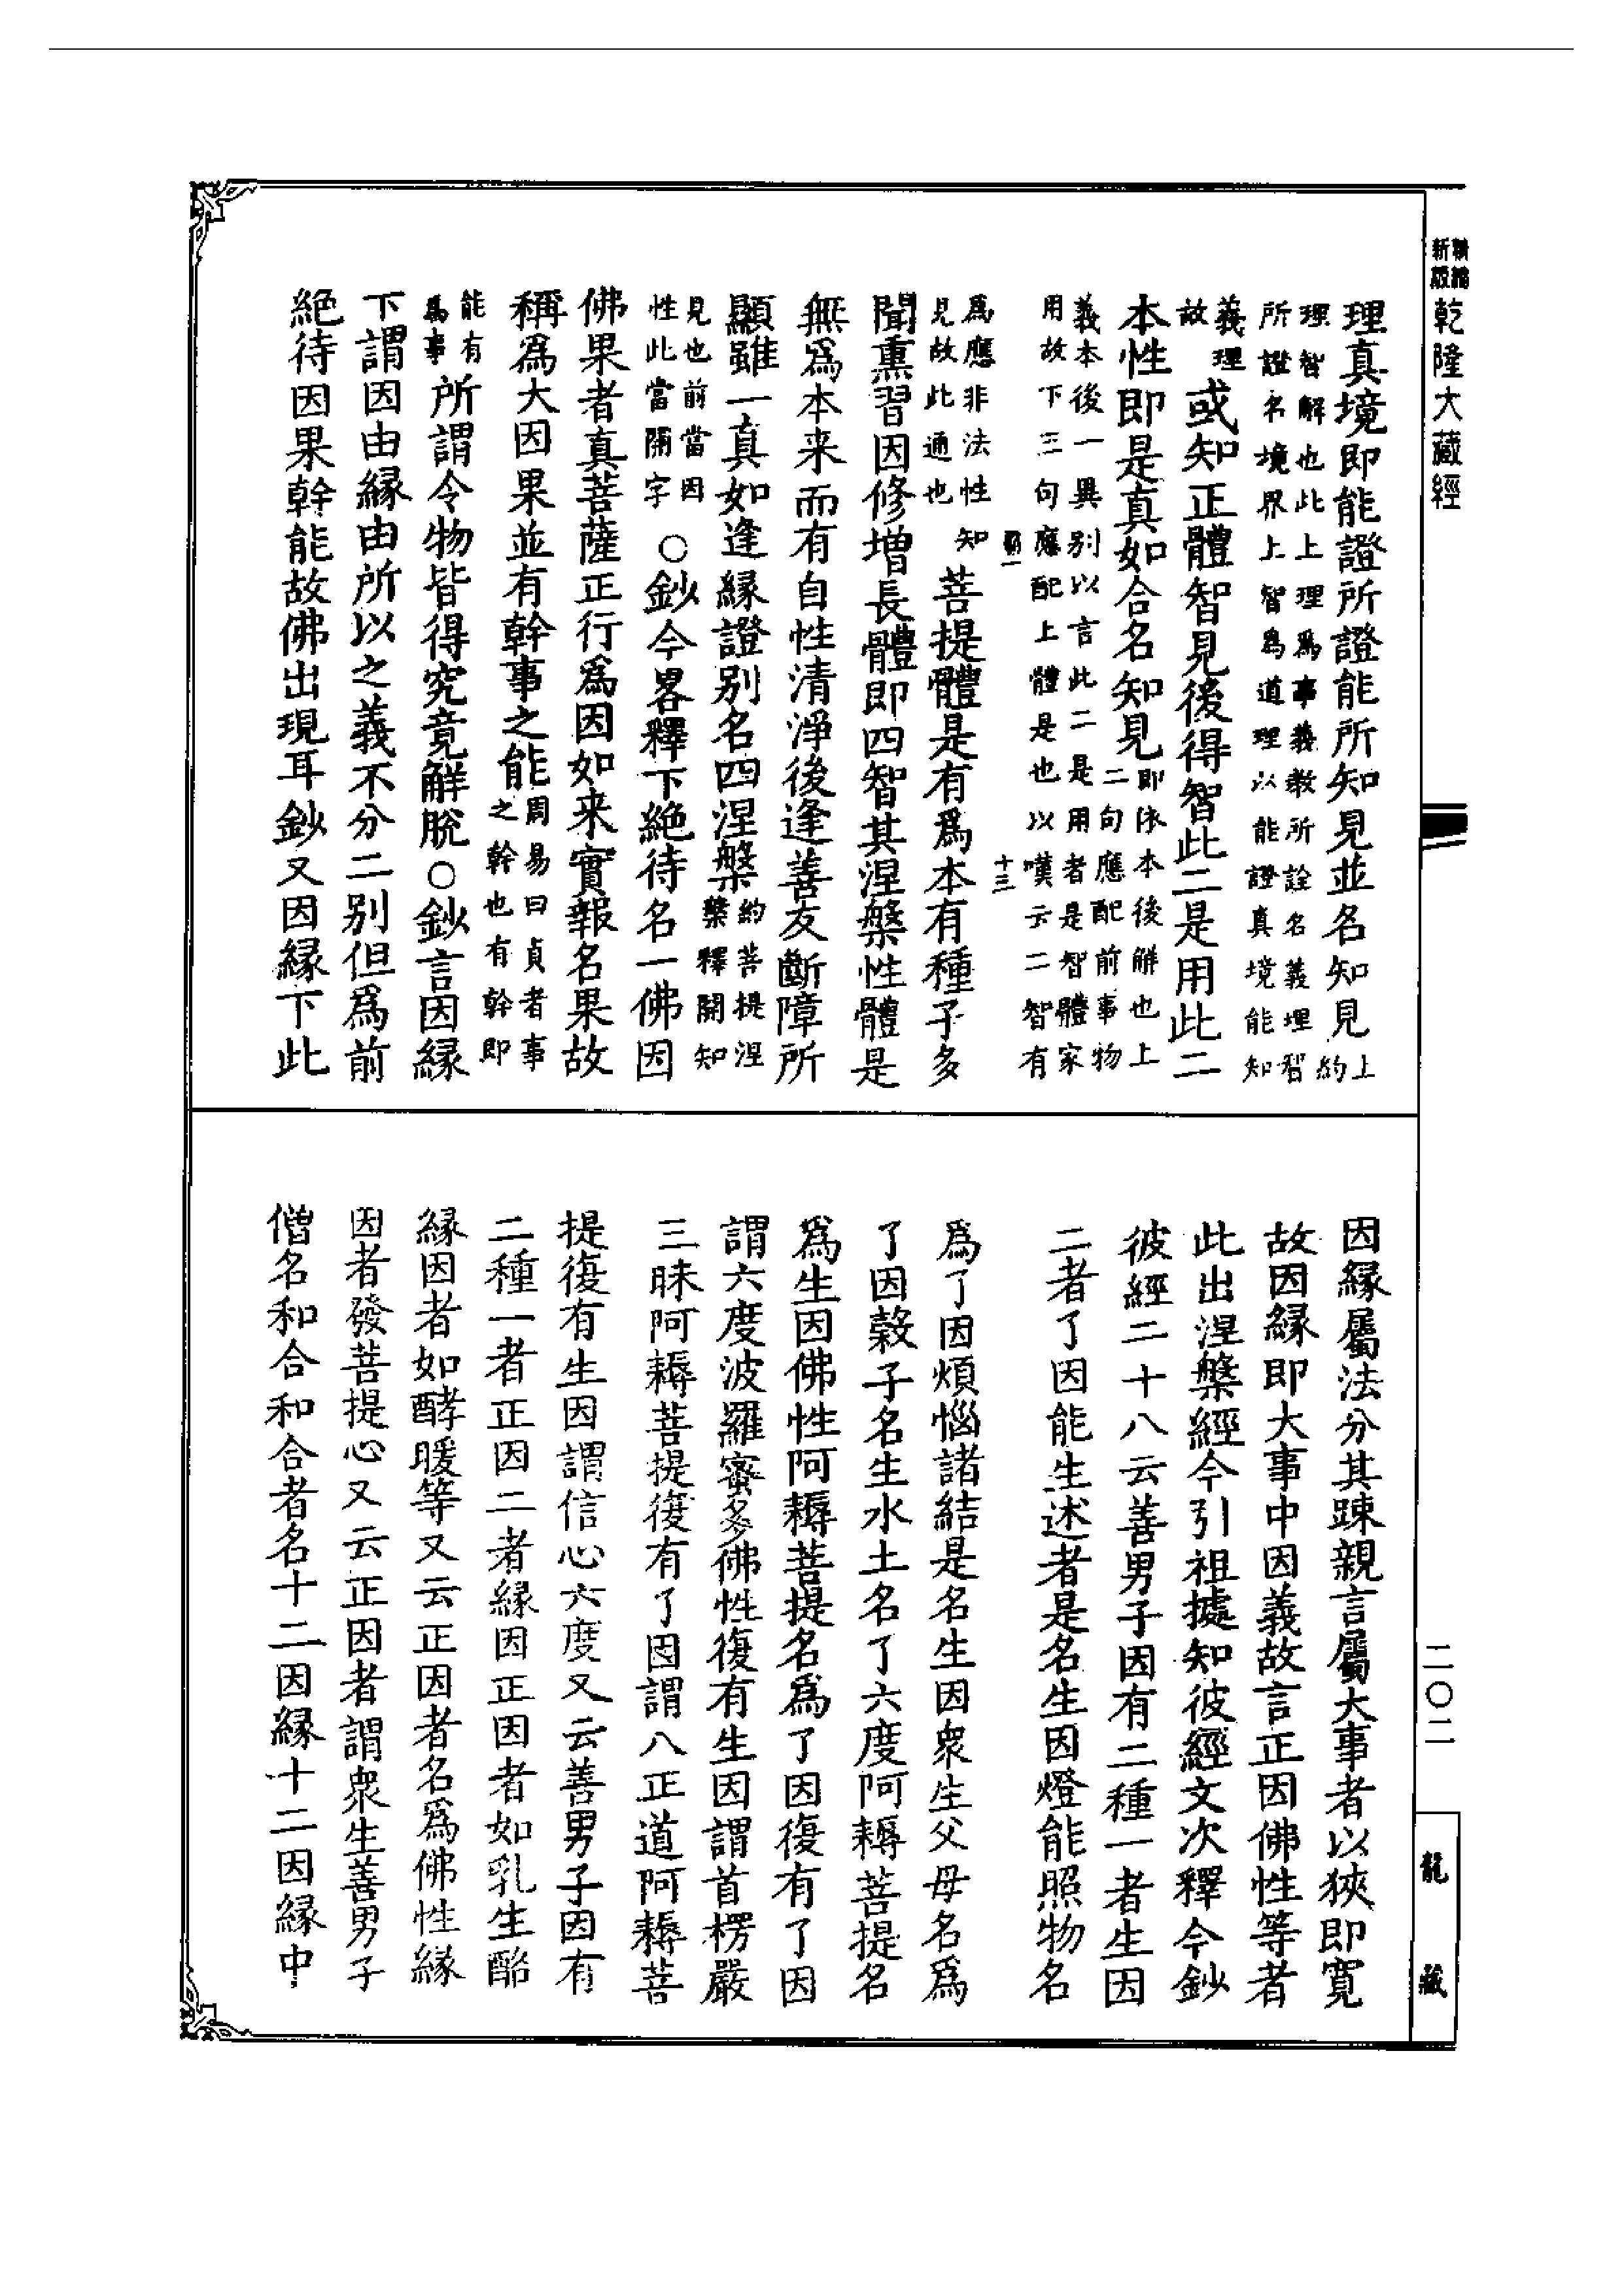 乾隆大藏經
理真境即能證所證能所知見並名知見上約
理智解也此上理爲事義教所詮名義理智
所證名境界上智爲道理以能證真境能知
義理故或知正體智見後得智此二是用此二
本性即是真如合名知見即依本後解也上二句應配前事物
義本後一異別以言此二是用者是智體家
用故下三句應配上體是也以嘆云二智有
十三
爲應非法性知見故此通也菩提體是有爲本有種子多
聞熏習因修增長體即四智其涅槃性體是
無爲本来而有自性清淨後逢善友斷障所
顯雖一真如逢緣證別名四涅槃約菩提涅槃釋開知
見也前當因性此當關字○鈔今畧釋下絕待名一佛因
佛果者真菩薩正行爲因如来實報名果故
稱爲大因果並有幹事之能周易曰貞者事之幹也有幹即
能有爲事所謂令物皆得究竟解脫○鈔言因緣
下謂因由緣由所以之義不分二別但爲前
絕待因果幹能故佛出現耳鈔又因緣下此
因緣屬法分其踈親言屬大事者以狹即寬
故因緣即大事中因義故言正因佛性等者
此出涅槃經今引祖據知彼經文次釋今鈔
彼經二十八云善男子因有二種一者生因
二者了因能生述者是名生因燈能照物名
爲了因煩惱諸結是名生因衆生父母名爲
了因穀子名生水土名了六度阿耨菩提名
爲生因佛性阿耨菩提名爲了因復有了因
謂六度波羅蜜多佛性復有生因謂首楞嚴
三昧阿耨菩提復有了因謂八正道阿耨菩
提復有生因謂信心六度又云善男子因有
二種一者正因二者緣因正因者如乳生酪
緣因者如酵暖等又云正因者名爲佛性緣
因者發菩提心又云正因者謂衆生善男子
僧名和合和合者名十二因緣十二因緣中
二〇二
龍藏